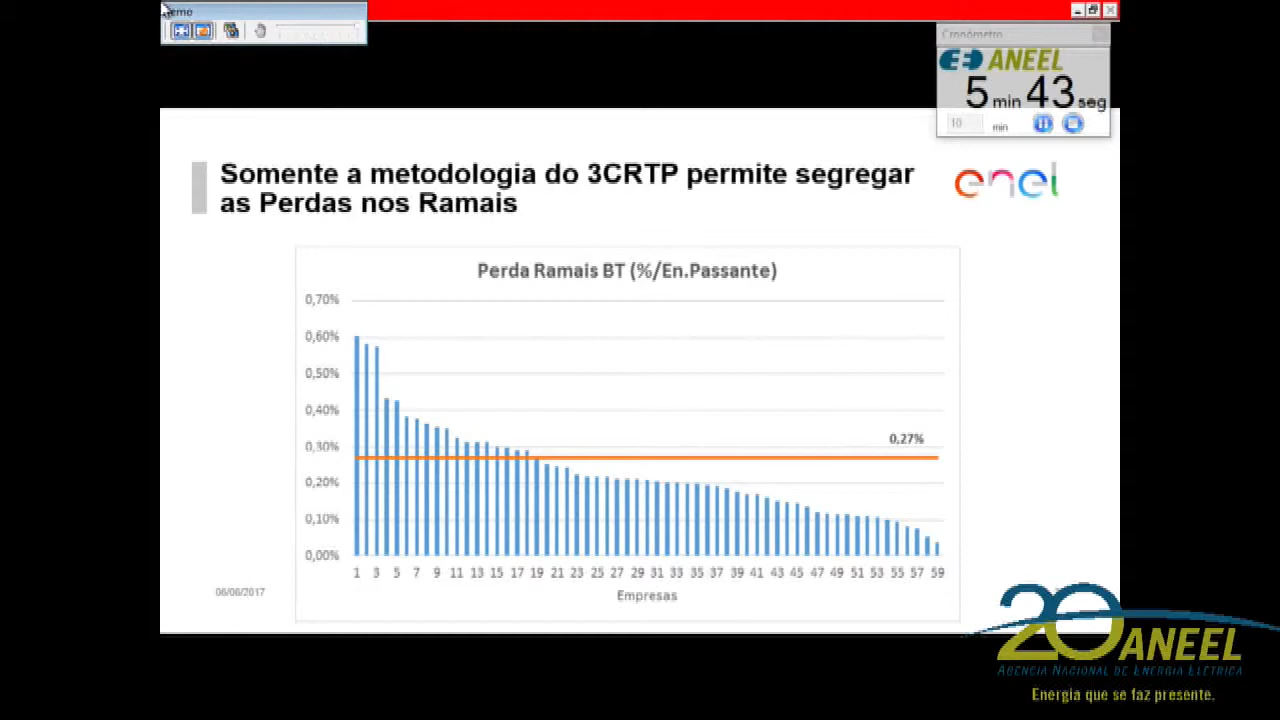 emo
Cronómetro
ANEEL
5 min 43 seg
10 min
Somente a metodologia do 3CRTP permite segregar
as Perdas nos Ramais
enel
Perda Ramais BT (%/En.Passante)
0,70%
0,60%
0,50%
0,40%
0,30%
0,20%
0,10%
0,00%
0,27%
1 3 5 7 9 11 13 15 17 19 21 23 25 27 29 31 33 35 37 39 41 43 45 47 49 51 53 55 57 59
Empresas
06/06/2017
20 ANEEL
AGÊNCIA NACIONAL DE ENERGIA ELÉTRICA
Energia que se faz presente.